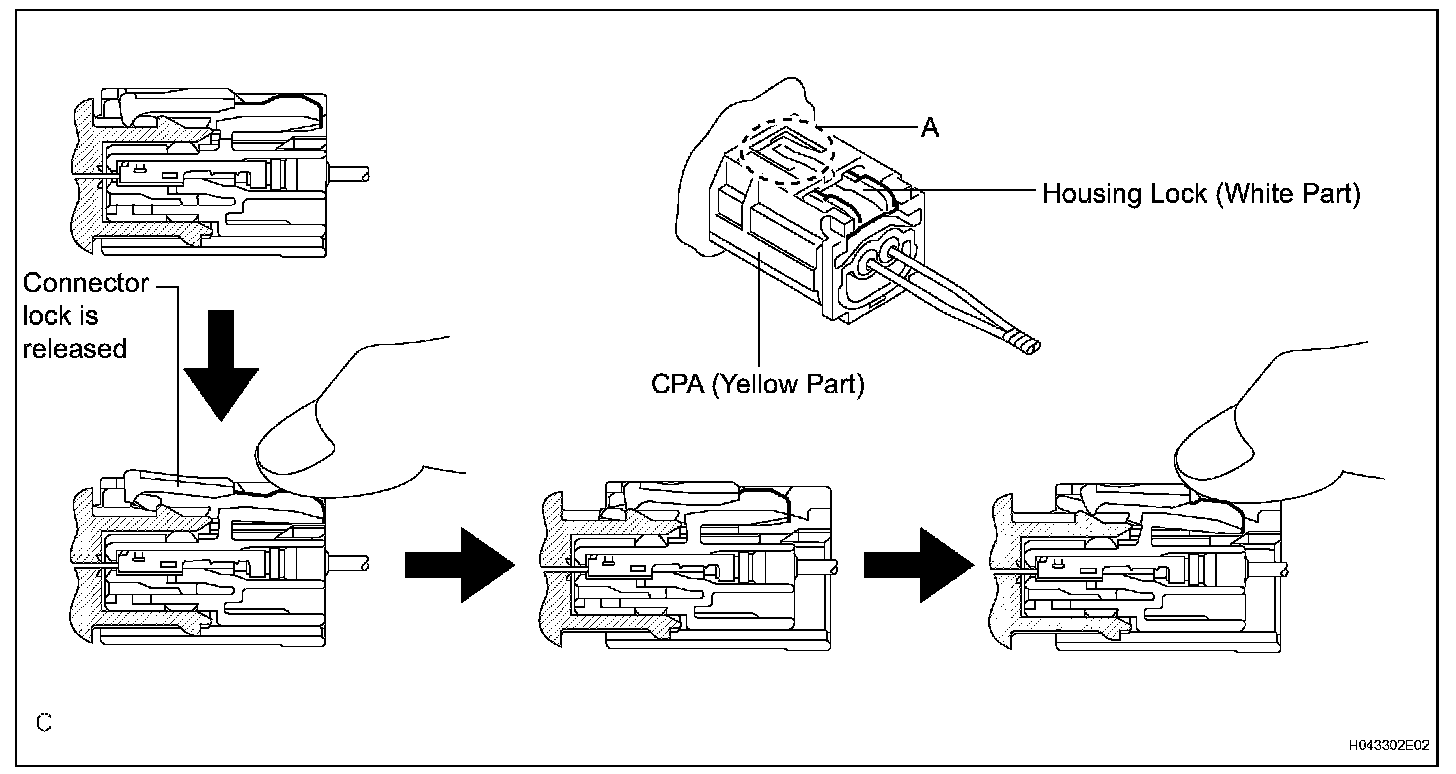 A
Housing Lock (White Part)
Connector
lock is
released
CPA (Yellow Part)
C
H043302E02